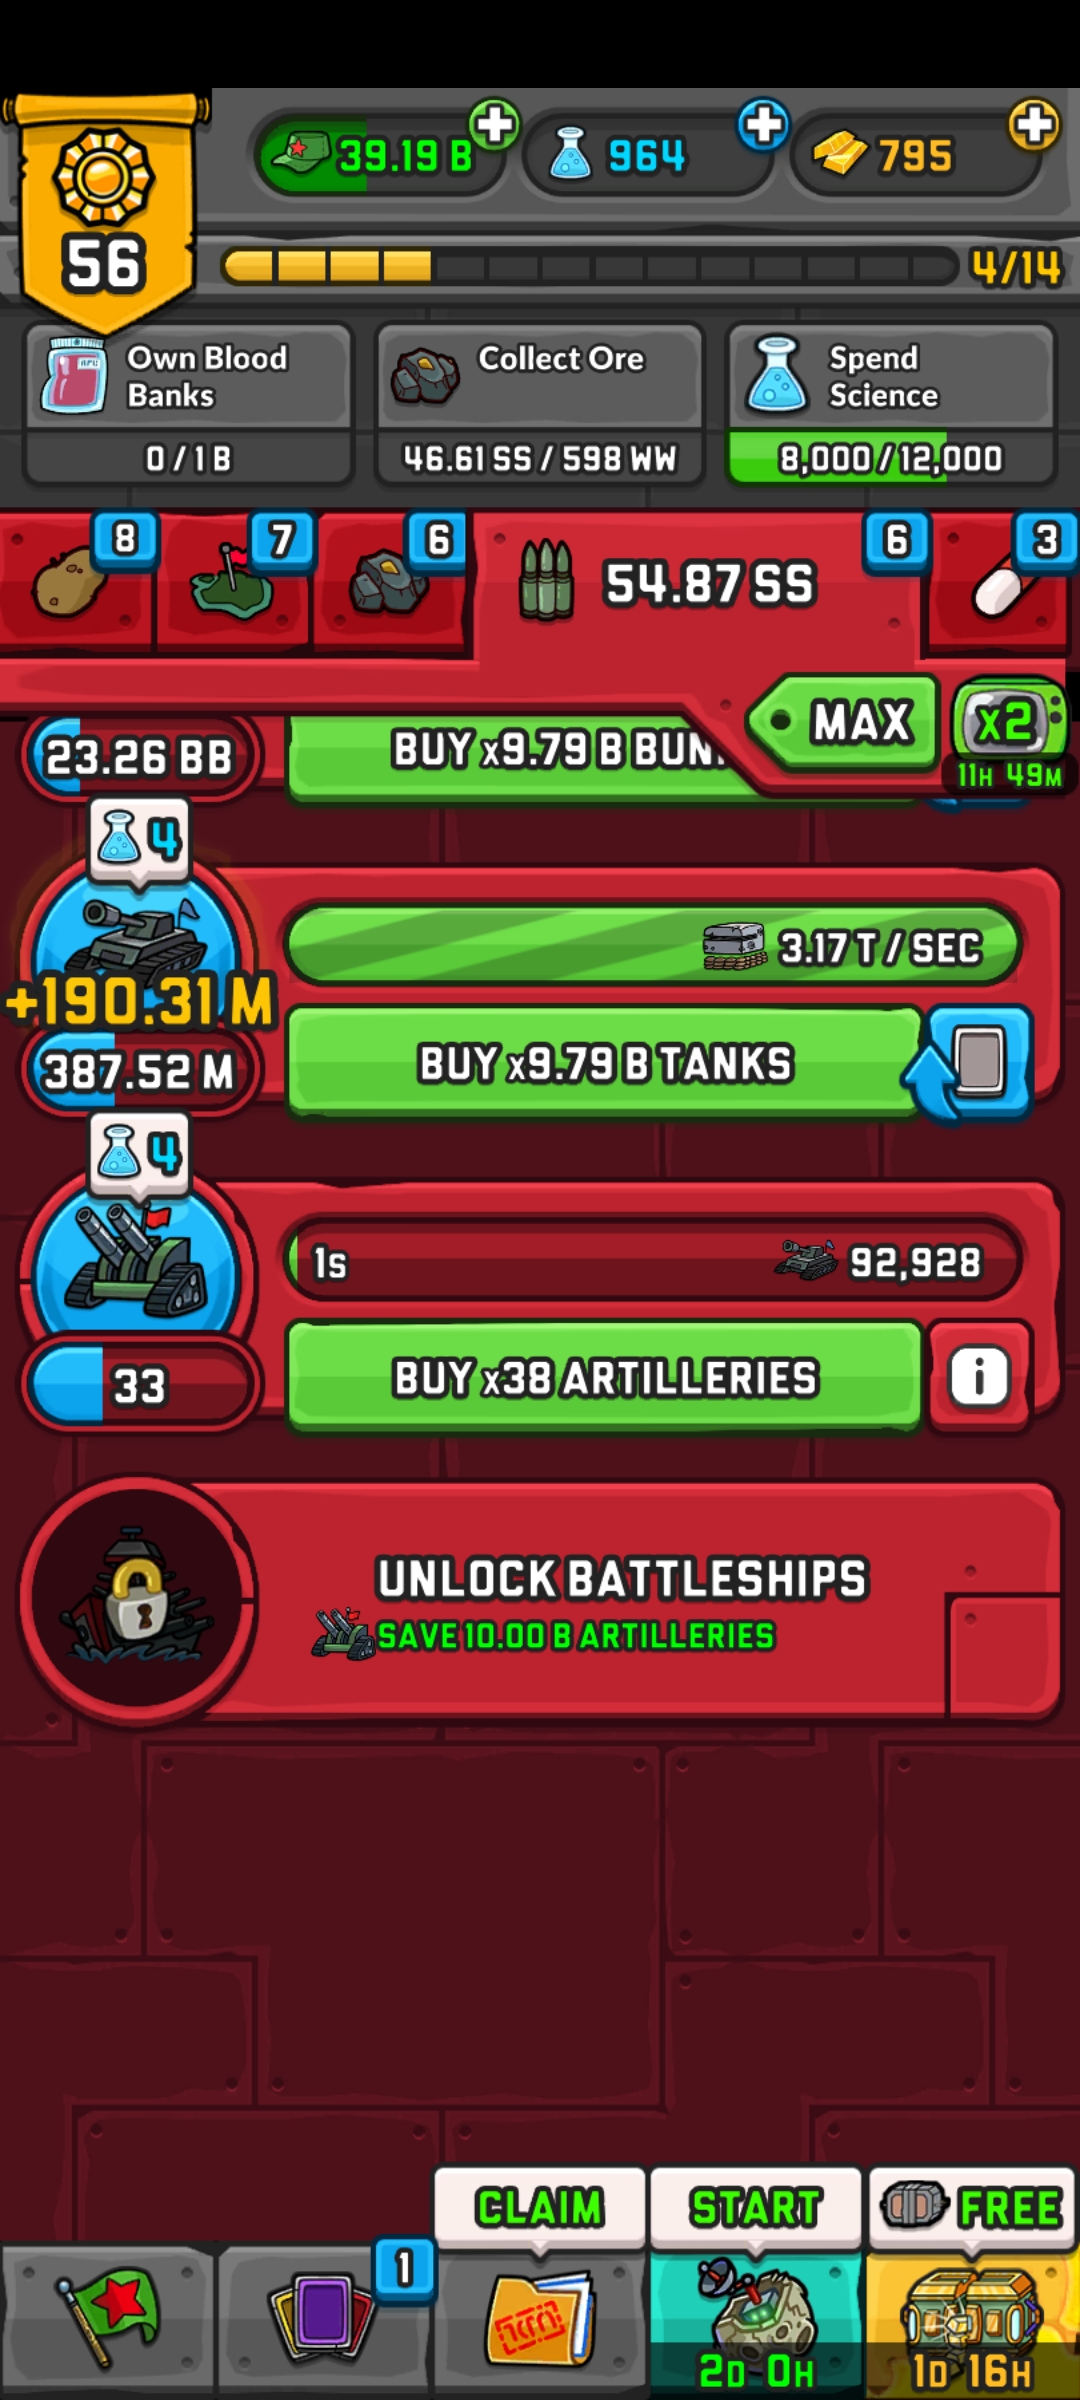 39.19 B
964
795
56
4/14
Own Blood
Banks
0 / 1 B
Collect Ore
46.61 SS / 598 WW
Spend
Science
8,000 / 12,000
8
7
6
54.87 SS
6
3
MAX
x2
11H 49M
23.26 BB
BUY x9.79 B BUN
4
3.17 T / SEC
+190.31 M
387.52 M
BUY x9.79 B TANKS
4
1s
92,928
33
BUY x38 ARTILLERIES
i
UNLOCK BATTLESHIPS
SAVE 10.00 B ARTILLERIES
CLAIM
START
FREE
1
2D 0H
1D 16H